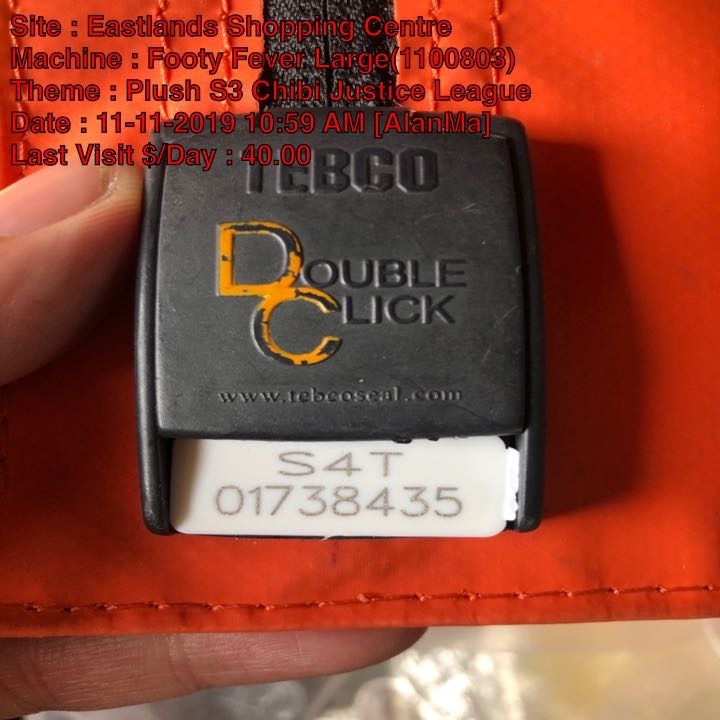 Site : Eastlands Shopping Centre
Machine : Footy Fever Large(1100803)
Theme : Plush S3 Chibi Justice League
Date : 11-11-2019 10:59 AM [AlanMa]
Last Visit $/Day : 40.00
TEBCO
DOUBLE
CLICK
www.tebcoseal.com
S4T
01738435